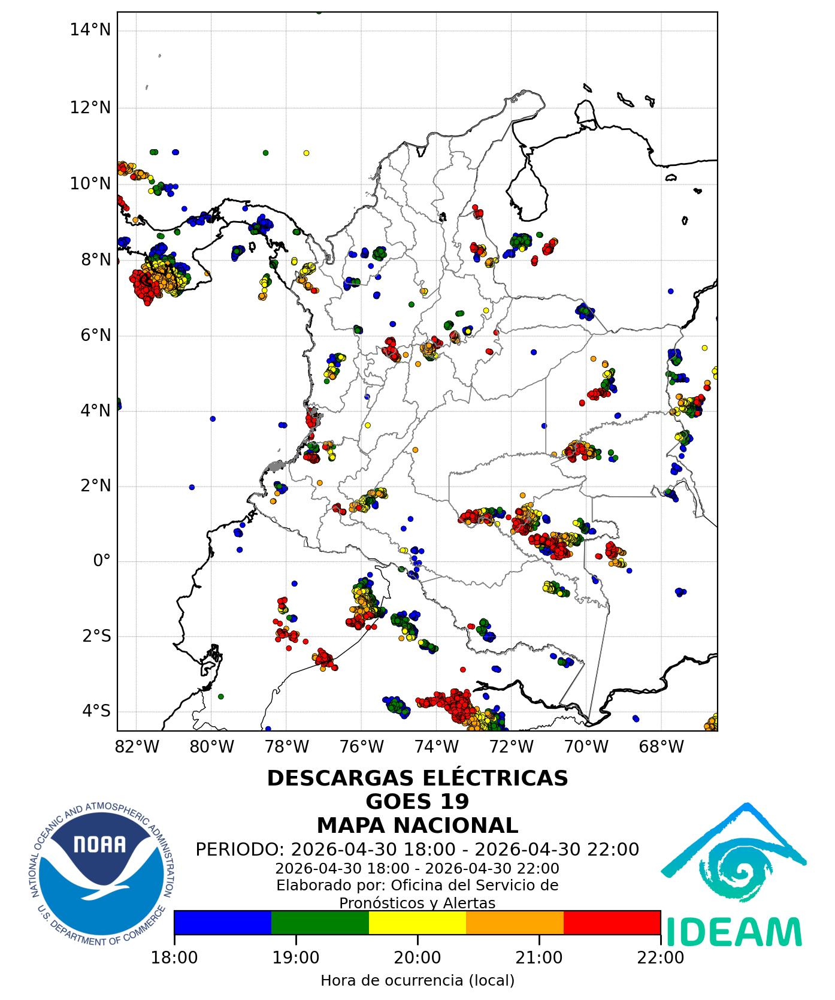 14°N
12°N
10°N
8°N
6°N
4°N
2°N
0°
2°S
4°S
82°W 80°W 78°W 76°W 74°W 72°W 70°W 68°W
DESCARGAS ELÉCTRICAS
GOES 19
MAPA NACIONAL
PERIODO: 2026-04-30 18:00 - 2026-04-30 22:00
2026-04-30 18:00 - 2026-04-30 22:00
Elaborado por: Oficina del Servicio de
Pronósticos y Alertas
NATIONAL OCEANIC AND ATMOSPHERIC ADMINISTRATION
NOAA
U.S. DEPARTMENT OF COMMERCE
IDEAM
18:00 19:00 20:00 21:00 22:00
Hora de ocurrencia (local)